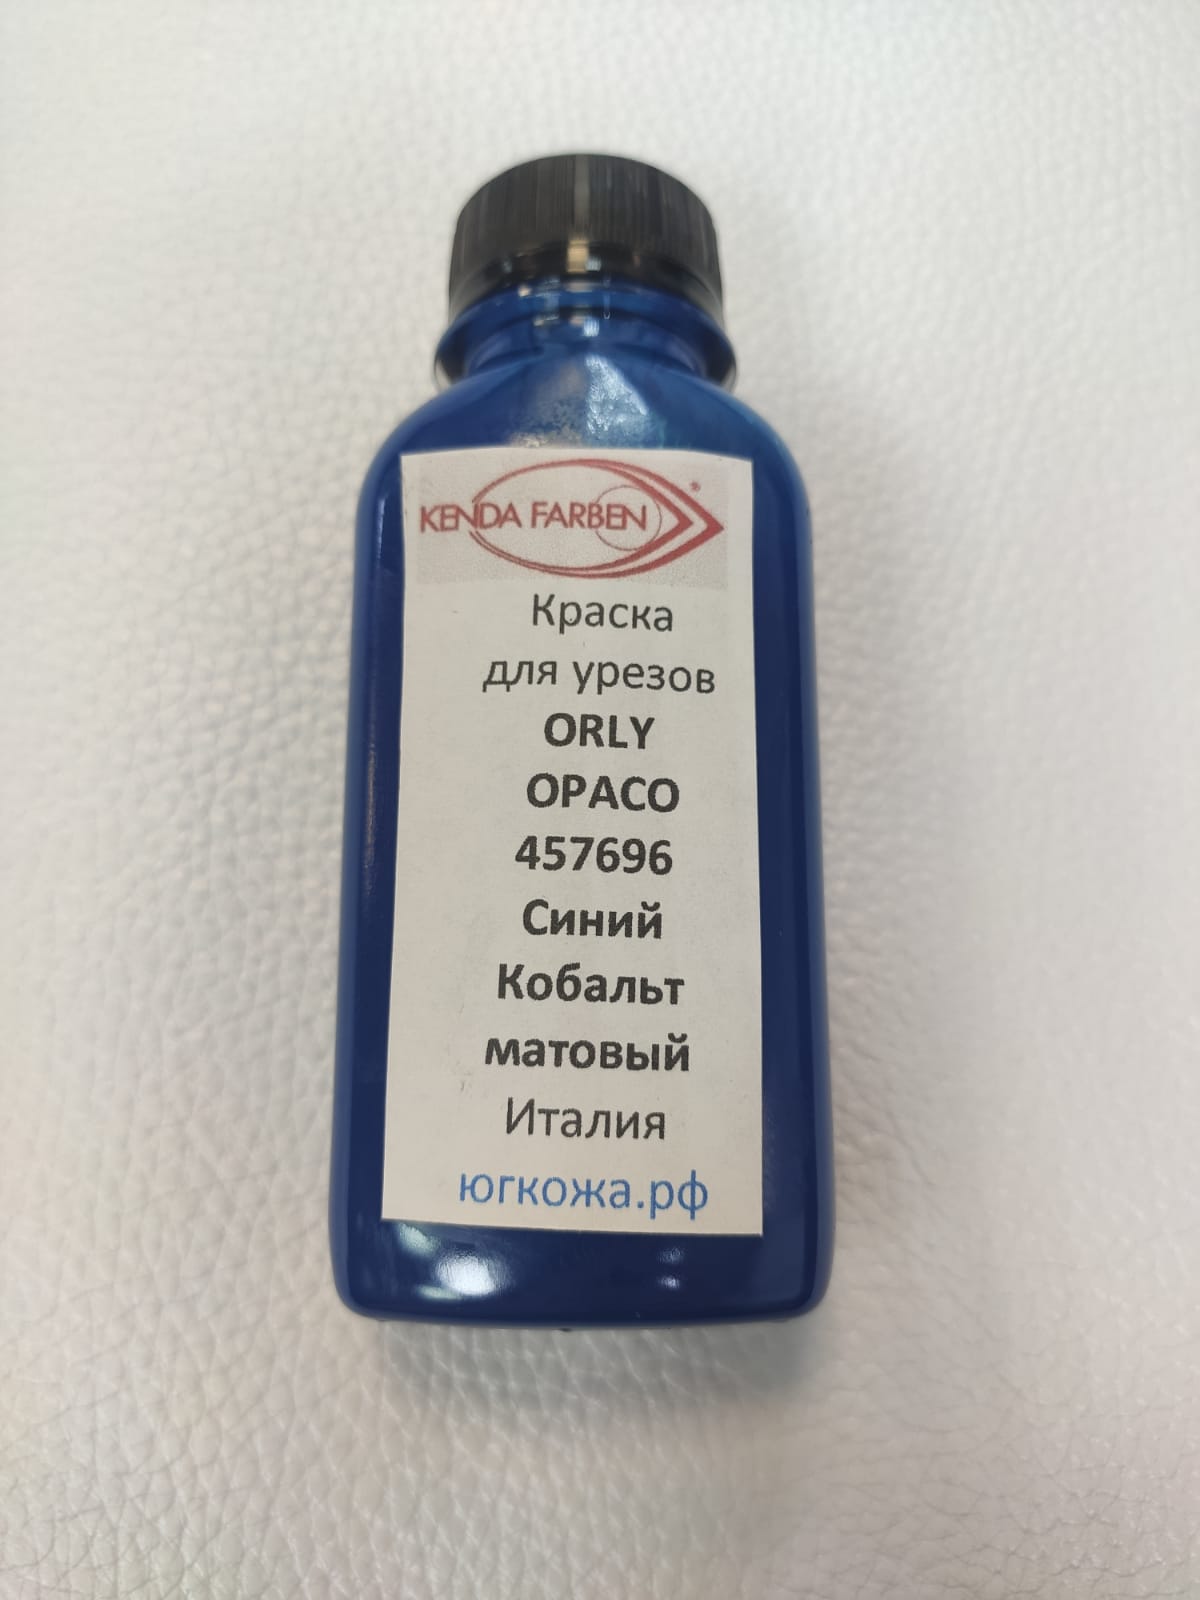 KENDA FARBEN®
Краска
для урезов
ORLY
OPACO
457696
Синий
Кобальт
матовый
Италия
югкожа.рф